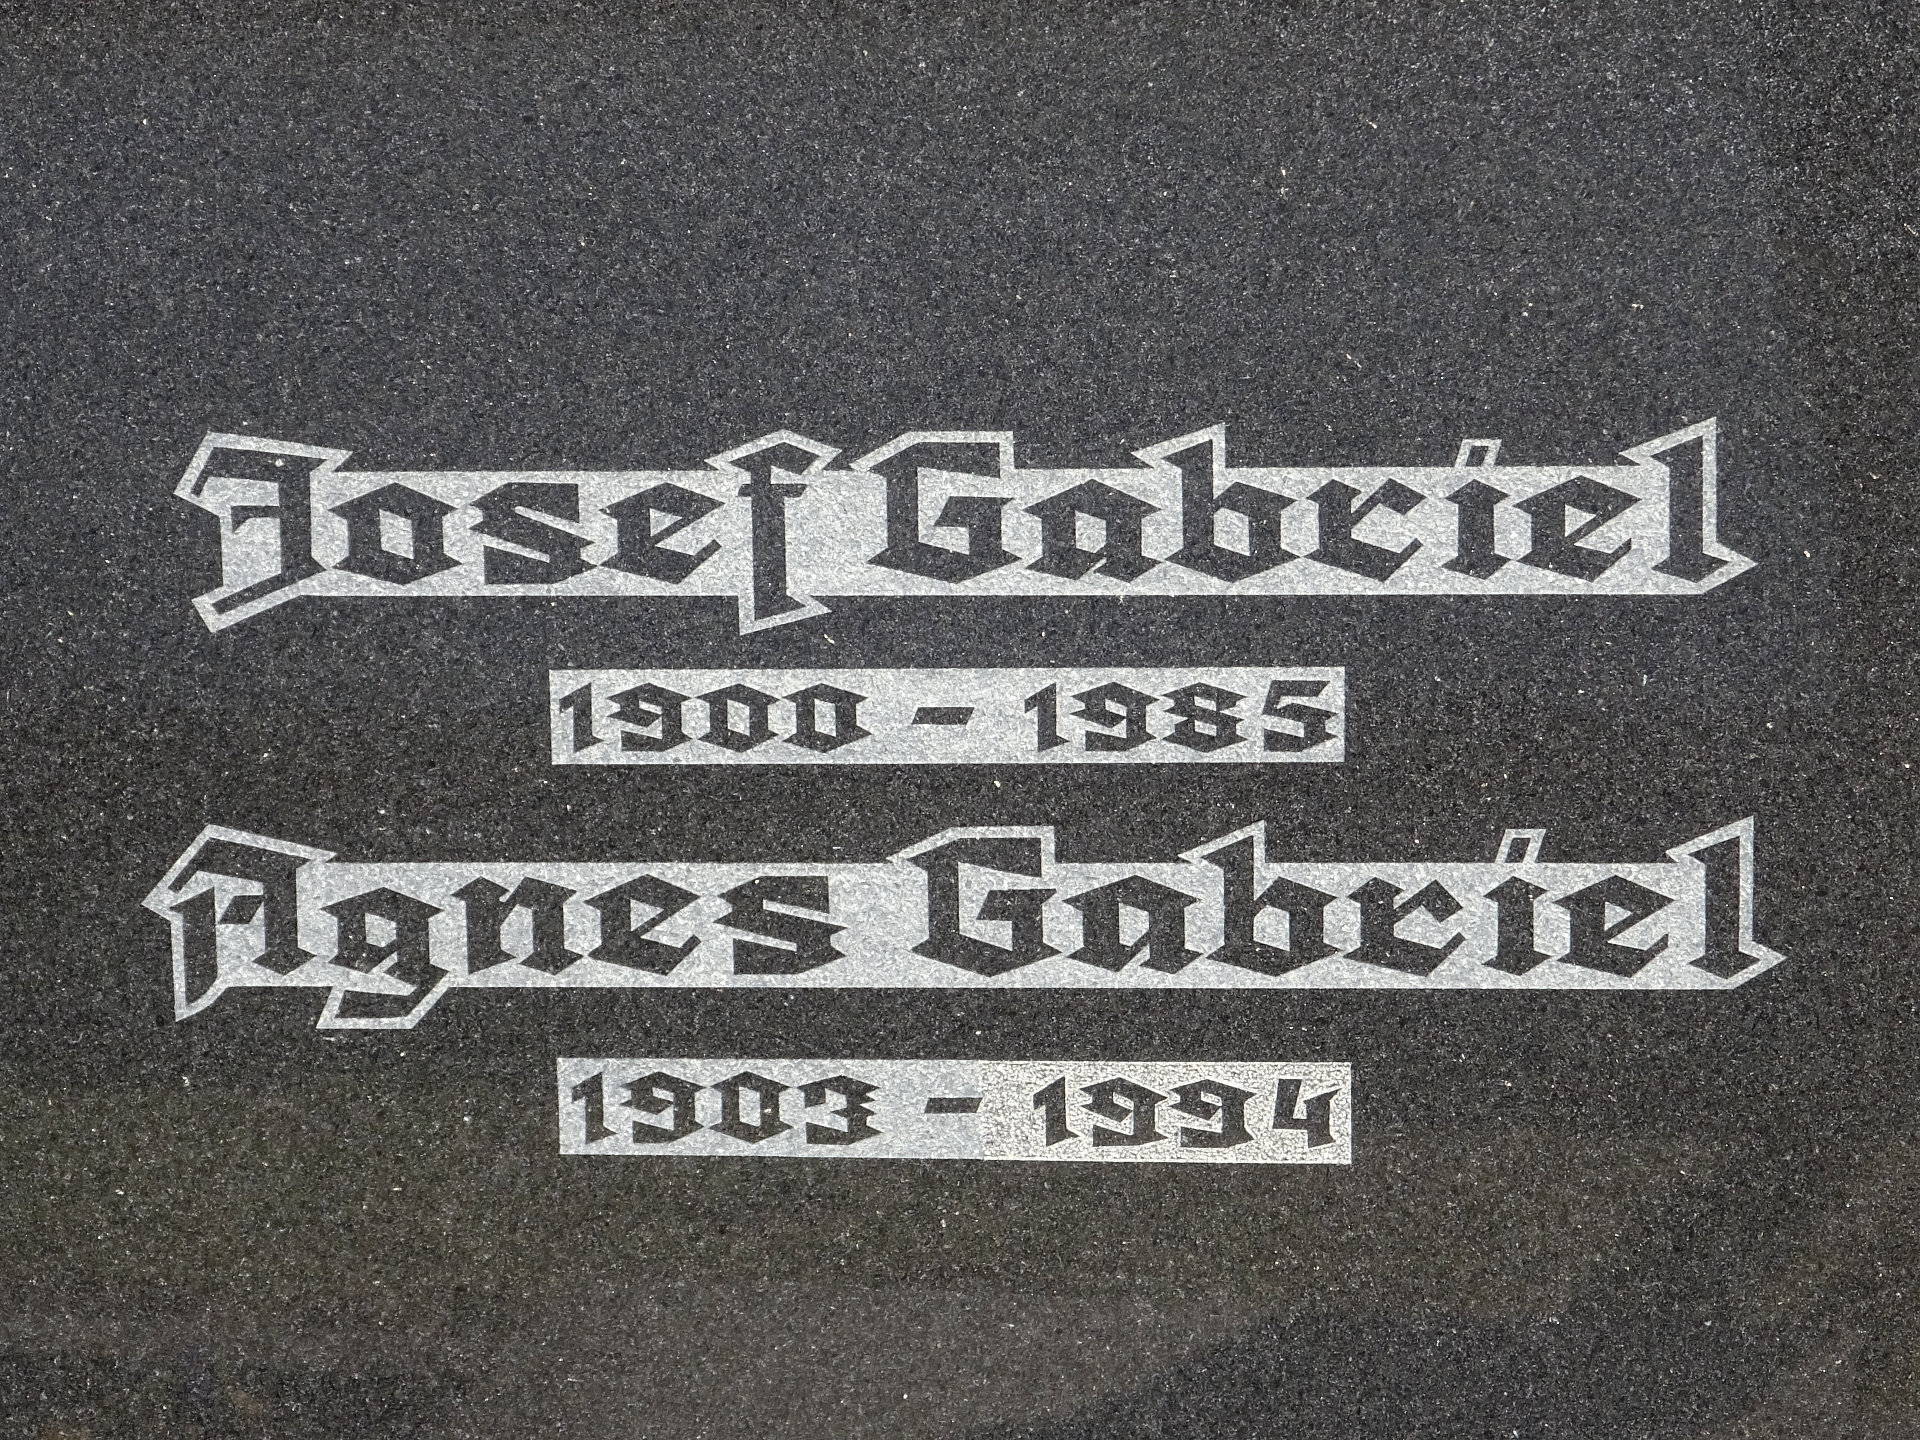 Josef Gabriel
1900 - 1985
Agnes Gabriel
1903 - 1994